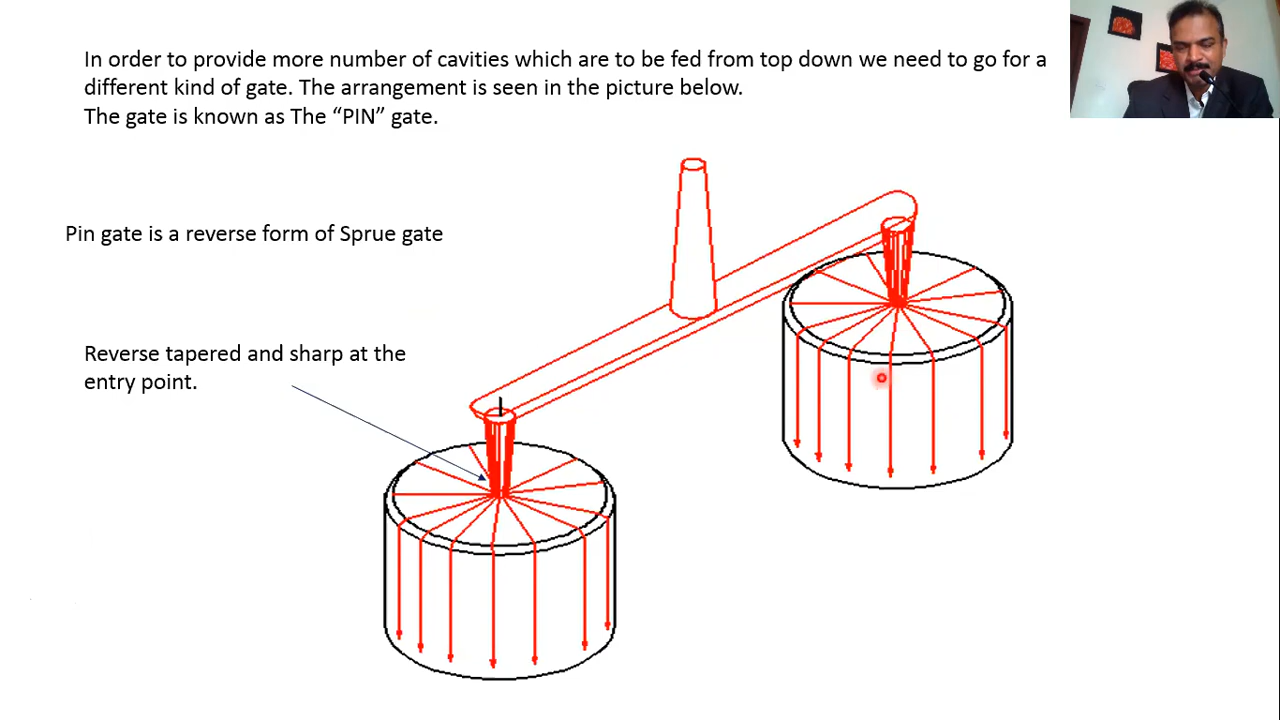 In order to provide more number of cavities which are to be fed from top down we need to go for a
different kind of gate. The arrangement is seen in the picture below.
The gate is known as The “PIN” gate.
Pin gate is a reverse form of Sprue gate
Reverse tapered and sharp at the
entry point.